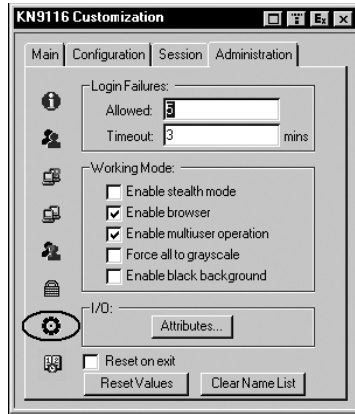 KN9116 Customization
Main Configuration Session Administration
Login Failures:
Allowed: 5
Timeout: 3 mins
Working Mode:
Enable stealth mode
Enable browser
Enable multiuser operation
Force all to grayscale
Enable black background
I/O:
Attributes...
Reset on exit
Reset Values Clear Name List